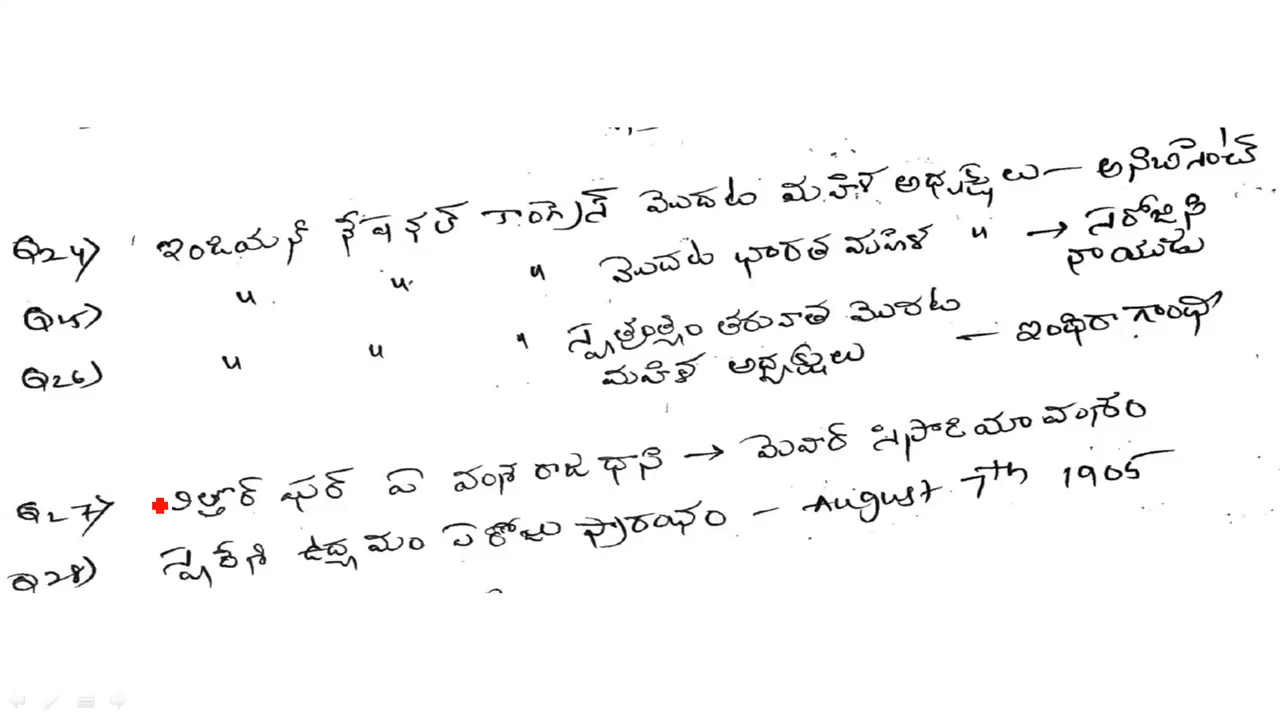 Q24) ఇండియన్ నేషనల్ కాంగ్రెస్ మొదట మహిళ అధ్యక్షులు - అనిబిసెంట్
Q25) " " " మొదట భారత మహిళ " → సరోజిని
నాయుడు
Q26) " " " స్వతంత్య్రం తరువాత మొదట
మహిళ అధ్యక్షులు - ఇంధిరా గాంధీ
Q27) చిత్తూర్ ఘర్ ఏ వంశ రాజధాని → మెవార్ సిసోడియా వంశం
Q28) స్వదేశి ఉద్యమం ఏ రోజు ప్రారంభం - August 7th 1905